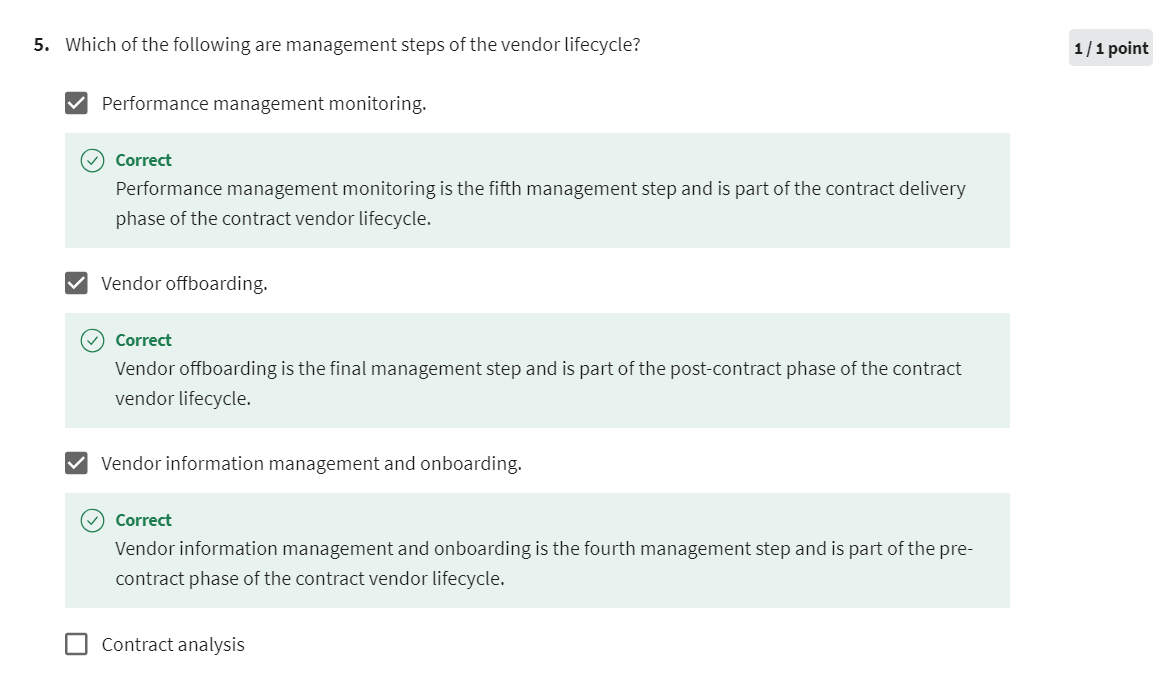 5. Which of the following are management steps of the vendor lifecycle?
1 / 1 point
Performance management monitoring.
Correct
Performance management monitoring is the fifth management step and is part of the contract delivery
phase of the contract vendor lifecycle.
Vendor offboarding.
Correct
Vendor offboarding is the final management step and is part of the post-contract phase of the contract
vendor lifecycle.
Vendor information management and onboarding.
Correct
Vendor information management and onboarding is the fourth management step and is part of the pre-
contract phase of the contract vendor lifecycle.
Contract analysis